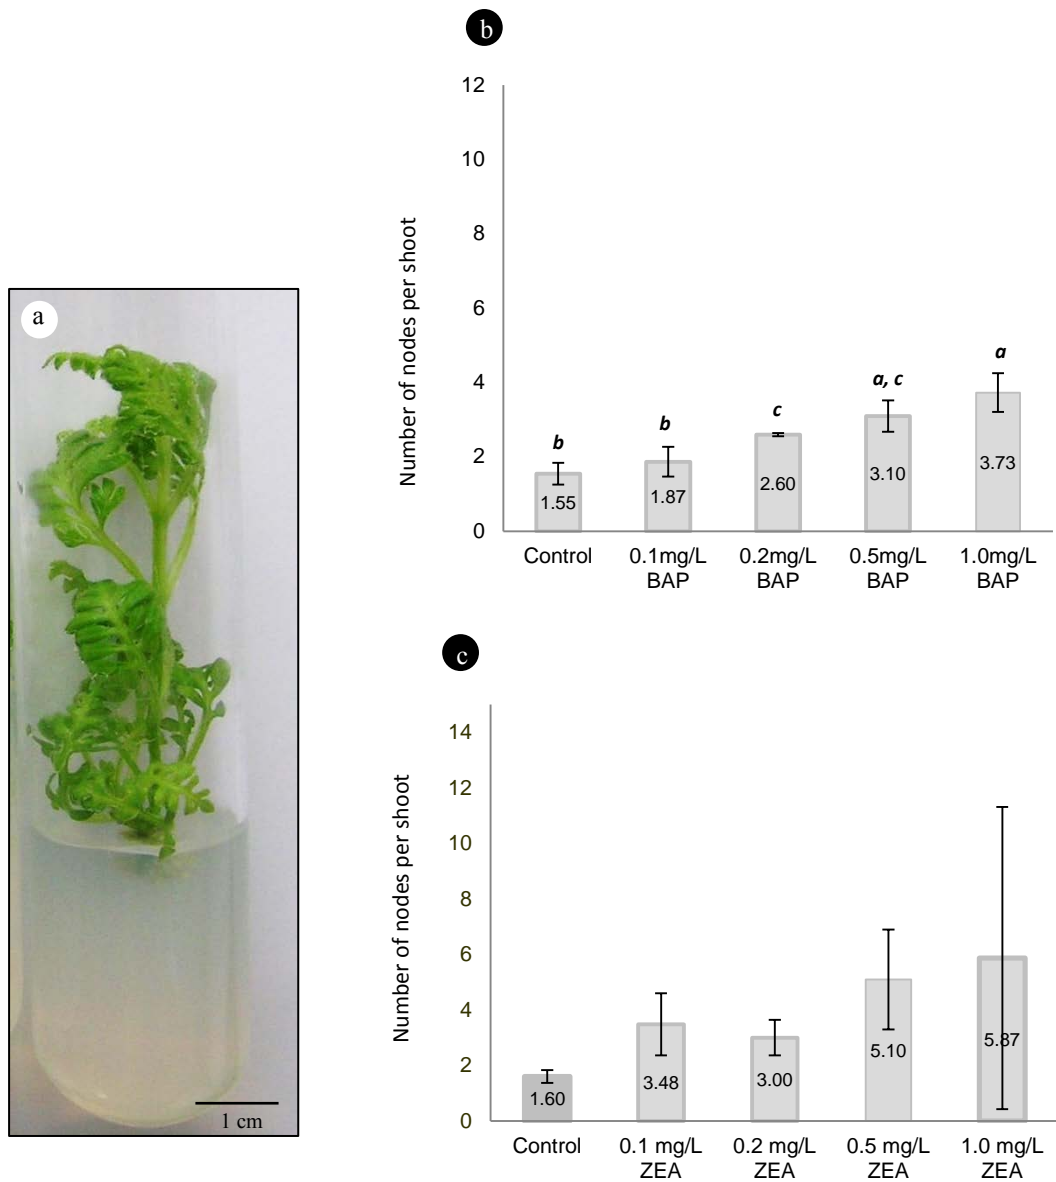 a
1 cm
b
Number of nodes per shoot
12
10
8
6
4
2
0
b
b
c
a, c
a
1.55
1.87
2.60
3.10
3.73
Control
0.1mg/L
BAP
0.2mg/L
BAP
0.5mg/L
BAP
1.0mg/L
BAP
c
Number of nodes per shoot
14
12
10
8
6
4
2
0
1.60
3.48
3.00
5.10
5.87
Control
0.1 mg/L
ZEA
0.2 mg/L
ZEA
0.5 mg/L
ZEA
1.0 mg/L
ZEA